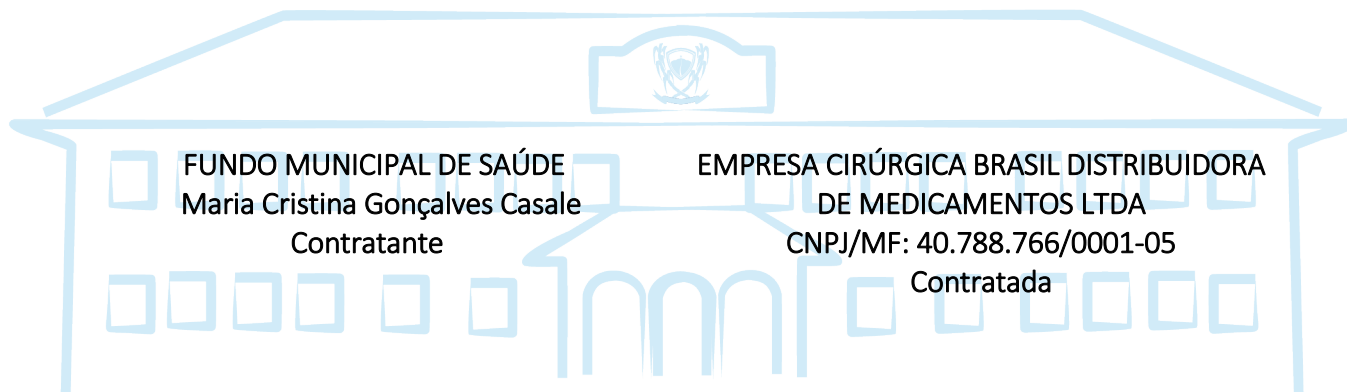 FUNDO MUNICIPAL DE SAÚDE
Maria Cristina Gonçalves Casale
Contratante
EMPRESA CIRÚRGICA BRASIL DISTRIBUIDORA
DE MEDICAMENTOS LTDA
CNPJ/MF: 40.788.766/0001-05
Contratada